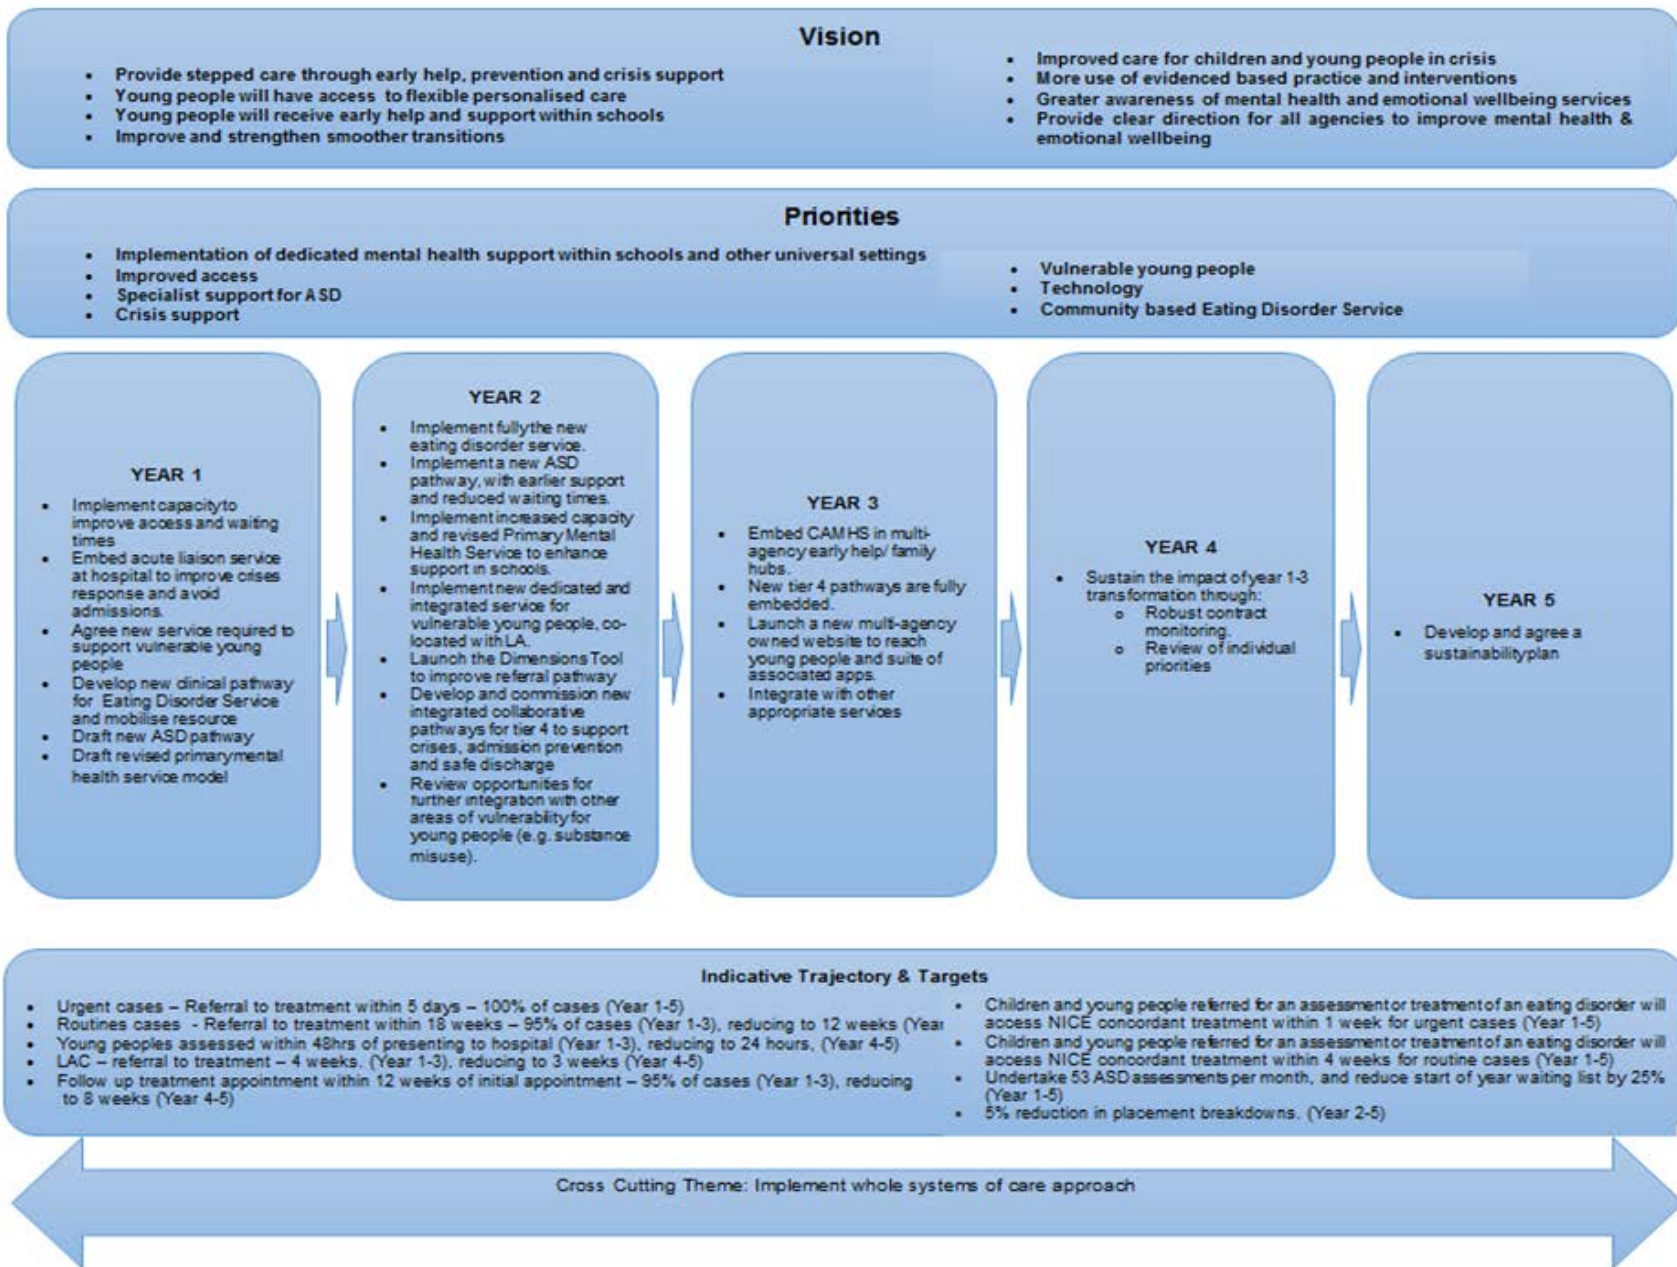 Vision
• Provide stepped care through early help, prevention and crisis support
• Young people will have access to flexible personalised care
• Young people will receive early help and support within schools
• Improve and strengthen smoother transitions
• Improved care for children and young people in crisis
• More use of evidenced based practice and interventions
• Greater awareness of mental health and emotional wellbeing services
• Provide clear direction for all agencies to improve mental health &
emotional wellbeing
Priorities
• Implementation of dedicated mental health support within schools and other universal settings
• Improved access
• Specialist support for ASD
• Crisis support
• Vulnerable young people
• Technology
• Community based Eating Disorder Service
YEAR 1
• Implement capacity to
improve access and waiting
times
• Embed acute liaison service
at hospital to improve crises
response and avoid
admissions.
• Agree new service required to
support vulnerable young
people
• Develop new clinical pathway
for Eating Disorder Service
and mobilise resource
• Draft new ASD pathway
• Draft revised primary mental
health service model
YEAR 2
• Implement fully the new
eating disorder service.
• Implement a new ASD
pathway, with earlier support
and reduced waiting times.
• Implement increased capacity
and revised Primary Mental
Health Service to enhance
support in schools.
• Implement new dedicated and
integrated service for
vulnerable young people, co-
located with LA.
• Launch the Dimensions Tool
to improve referral pathway
• Develop and commission new
integrated collaborative
pathways for tier 4 to support
crises, admission prevention
and safe discharge
• Review opportunities for
further integration with other
areas of vulnerability for
young people (e.g. substance
misuse).
YEAR 3
• Embed CAMHS in multi-
agency early help/ family
hubs.
• New tier 4 pathways are fully
embedded.
• Launch a new multi-agency
owned website to reach
young people and suite of
associated apps.
• Integrate with other
appropriate services
YEAR 4
• Sustain the impact of year 1-3
transformation through:
o Robust contract
monitoring.
o Review of individual
priorities
YEAR 5
• Develop and agree a
sustainability plan
Indicative Trajectory & Targets
• Urgent cases – Referral to treatment within 5 days – 100% of cases (Year 1-5)
• Routines cases - Referral to treatment within 18 weeks – 95% of cases (Year 1-3), reducing to 12 weeks (Year
• Young peoples assessed within 48hrs of presenting to hospital (Year 1-3), reducing to 24 hours, (Year 4-5)
• LAC – referral to treatment – 4 weeks. (Year 1-3), reducing to 3 weeks (Year 4-5)
• Follow up treatment appointment within 12 weeks of initial appointment – 95% of cases (Year 1-3), reducing
to 8 weeks (Year 4-5)
• Children and young people referred for an assessment or treatment of an eating disorder will
access NICE concordant treatment within 1 week for urgent cases (Year 1-5)
• Children and young people referred for an assessment or treatment of an eating disorder will
access NICE concordant treatment within 4 weeks for routine cases (Year 1-5)
• Undertake 53 ASD assessments per month, and reduce start of year waiting list by 25%
(Year 1-5)
• 5% reduction in placement breakdowns. (Year 2-5)
Cross Cutting Theme: Implement whole systems of care approach